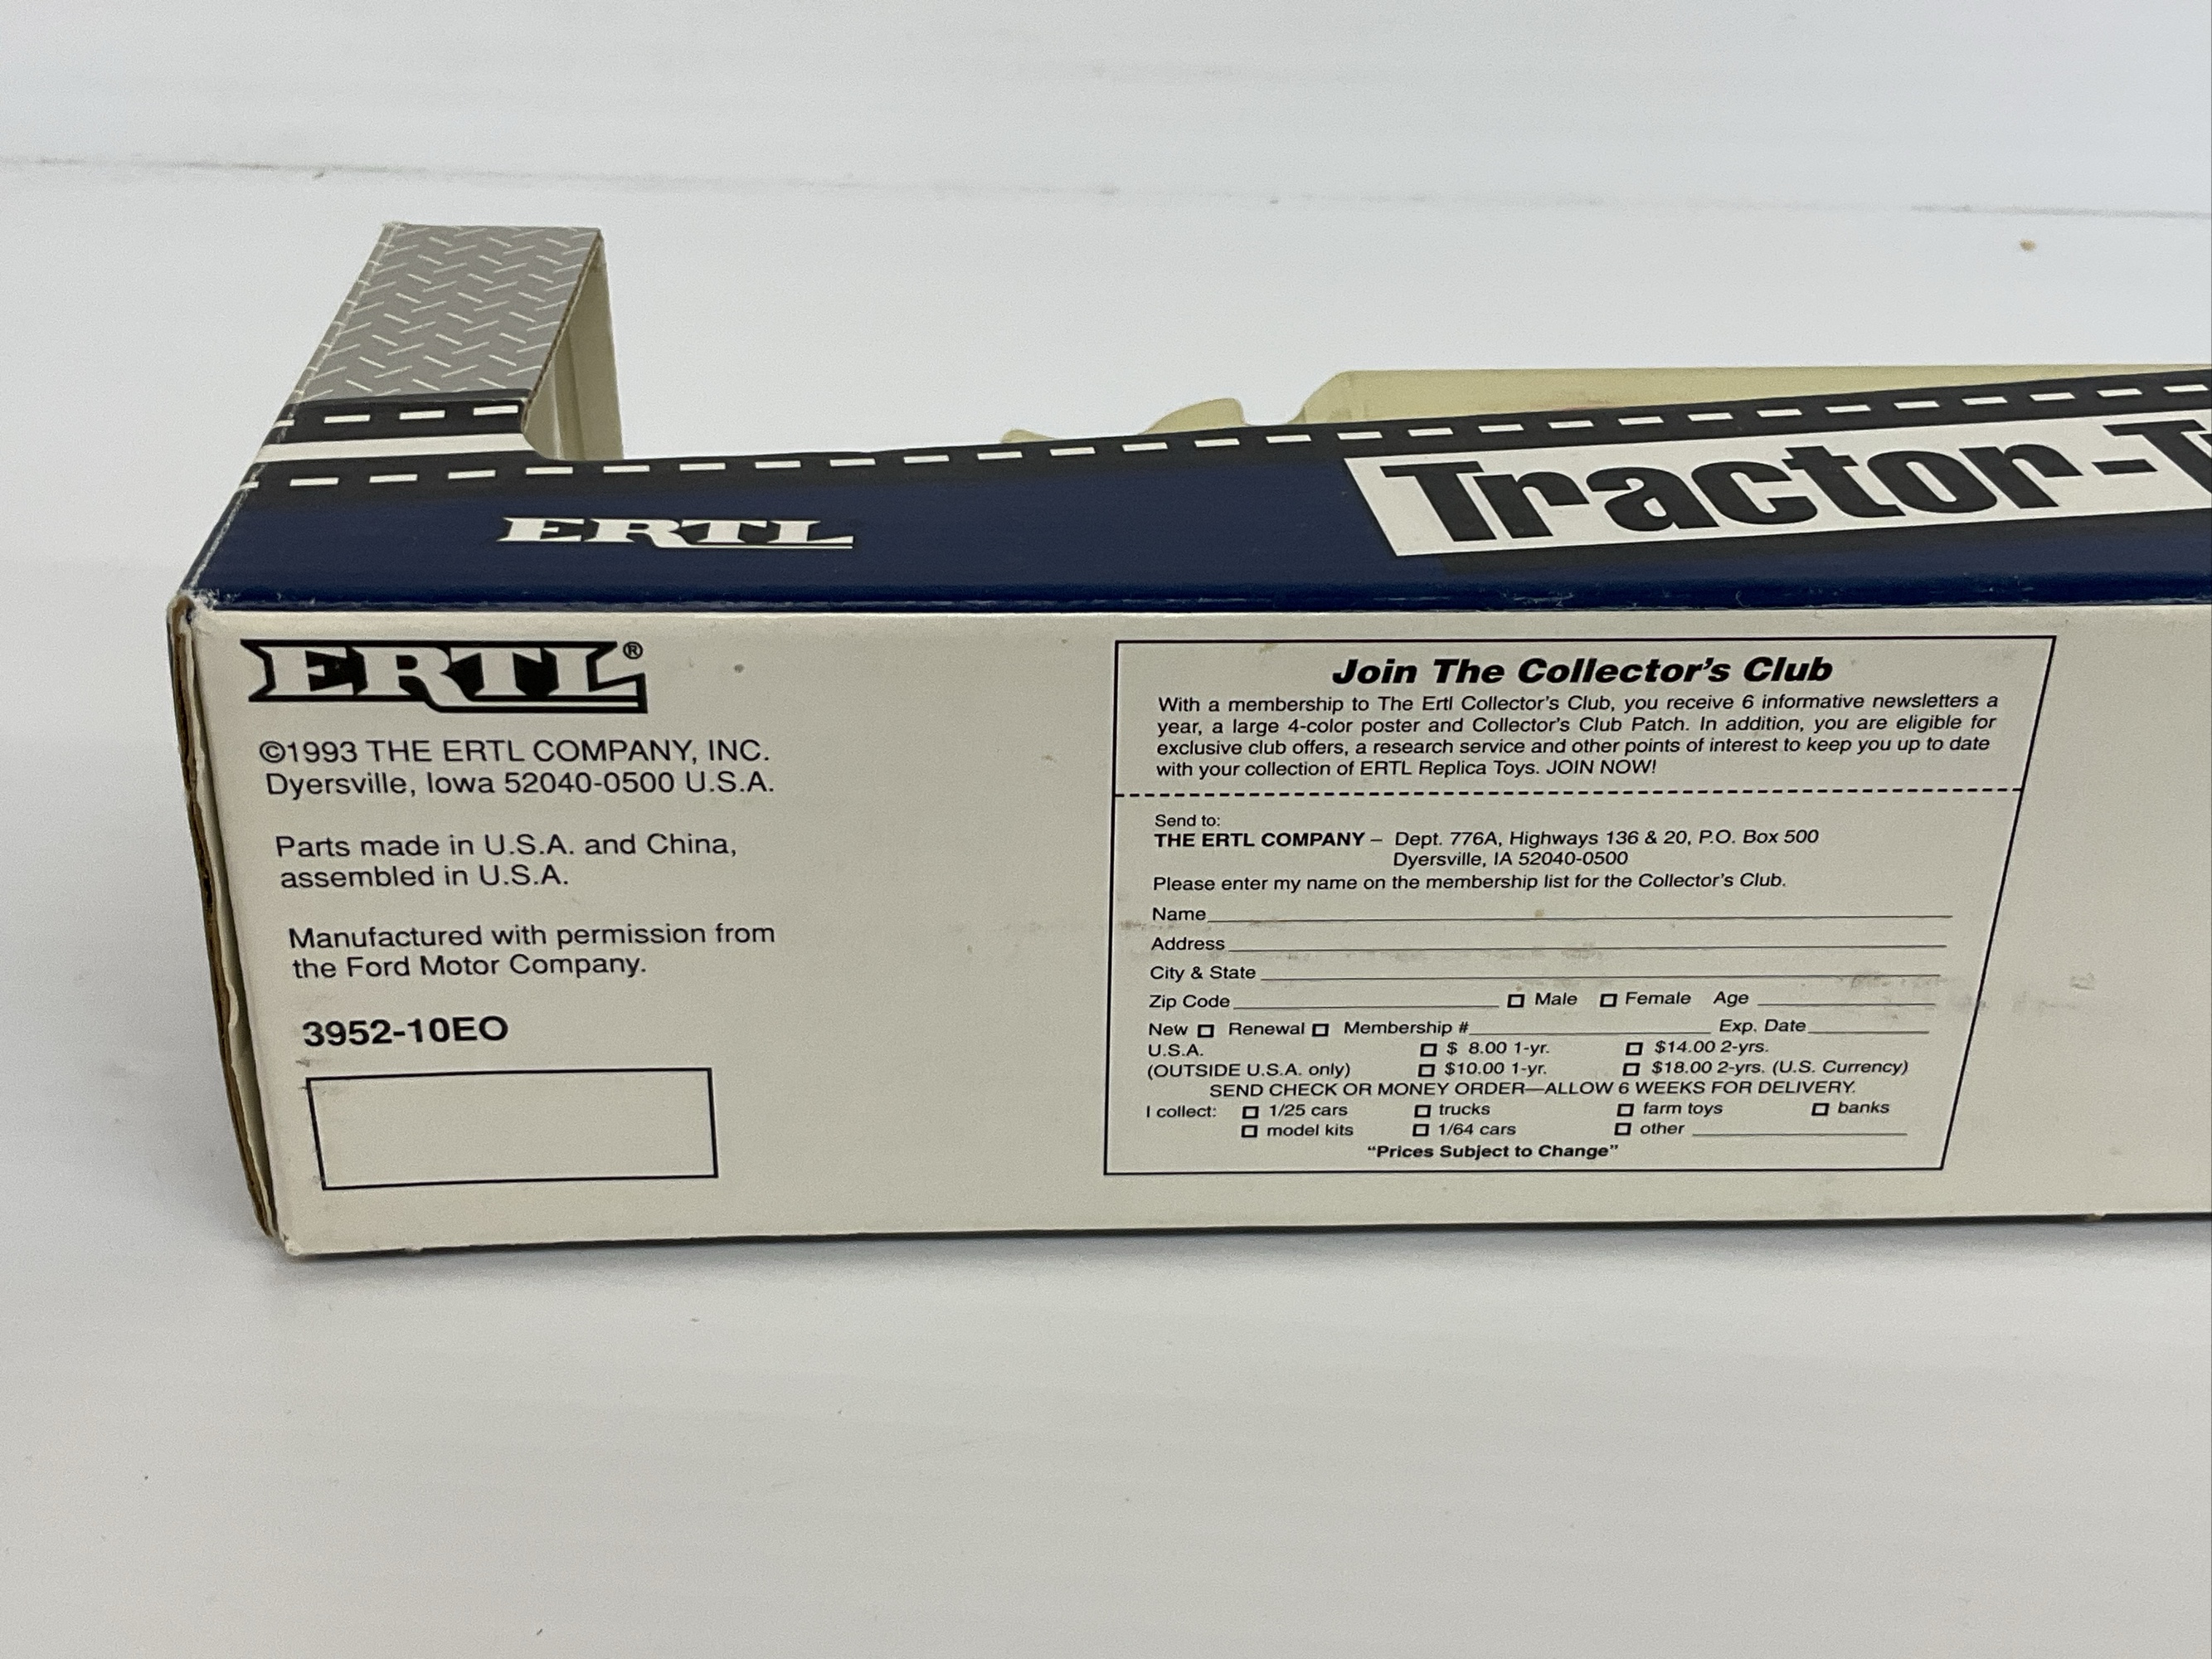 ERTL
Tractor-T
ERTL®
©1993 THE ERTL COMPANY, INC.
Dyersville, Iowa 52040-0500 U.S.A.
Parts made in U.S.A. and China,
assembled in U.S.A.
Manufactured with permission from
the Ford Motor Company.
3952-10EO
Join The Collector's Club
With a membership to The Ertl Collector's Club, you receive 6 informative newsletters a
year, a large 4-color poster and Collector's Club Patch. In addition, you are eligible for
exclusive club offers, a research service and other points of interest to keep you up to date
with your collection of ERTL Replica Toys. JOIN NOW!
Send to:
THE ERTL COMPANY – Dept. 776A, Highways 136 & 20, P.O. Box 500
Dyersville, IA 52040-0500
Please enter my name on the membership list for the Collector's Club.
Name
Address
City & State
Zip Code Male Female Age
New Renewal Membership # Exp. Date
U.S.A. $ 8.00 1-yr. $14.00 2-yrs.
(OUTSIDE U.S.A. only) $10.00 1-yr. $18.00 2-yrs. (U.S. Currency)
SEND CHECK OR MONEY ORDER—ALLOW 6 WEEKS FOR DELIVERY.
I collect: 1/25 cars trucks farm toys banks
model kits 1/64 cars other
"Prices Subject to Change"